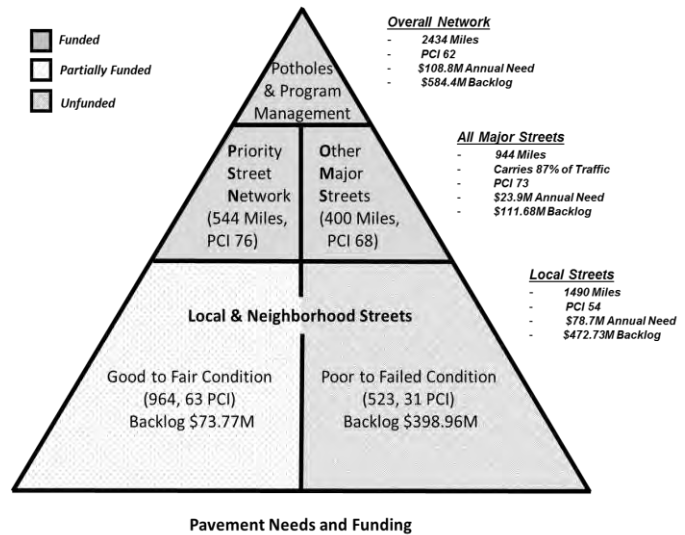 Funded
Partially Funded
Unfunded
Potholes
& Program
Management
Priority
Street
Network
(544 Miles,
PCI 76)
Other
Major
Streets
(400 Miles,
PCI 68)
Local & Neighborhood Streets
Good to Fair Condition
(964, 63 PCI)
Backlog $73.77M
Poor to Failed Condition
(523, 31 PCI)
Backlog $398.96M
Overall Network
- 2434 Miles
- PCI 62
- $108.8M Annual Need
- $584.4M Backlog
All Major Streets
- 944 Miles
- Carries 87% of Traffic
- PCI 73
- $23.9M Annual Need
- $111.68M Backlog
Local Streets
- 1490 Miles
- PCI 54
- $78.7M Annual Need
- $472.73M Backlog
Pavement Needs and Funding